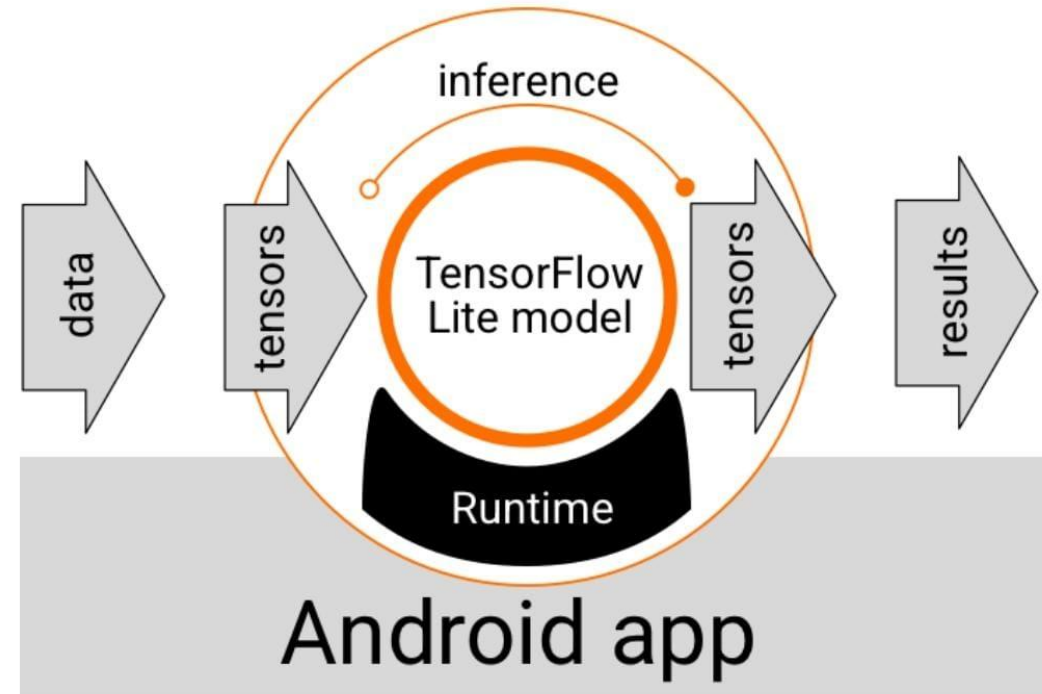 inference
data
tensors
TensorFlow
Lite model
tensors
results
Runtime
Android app